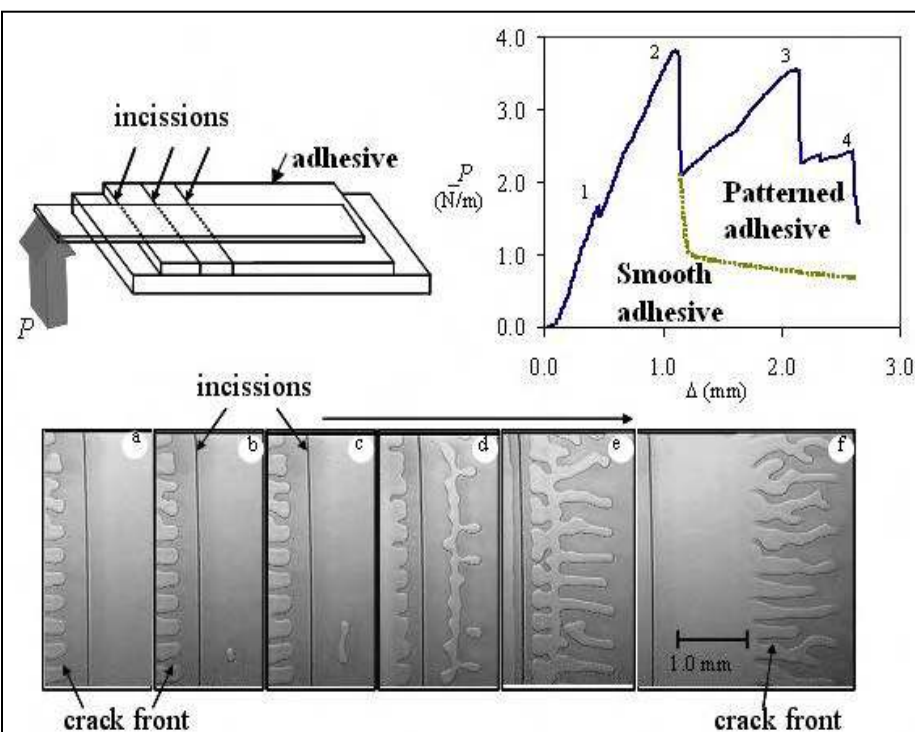 incissions
adhesive
P
4.0
3.0
2.0
1.0
0.0
P
(N/m)
1
2
3
4
Patterned
adhesive
Smooth
adhesive
0.0
1.0
2.0
3.0
Δ (mm)
incissions
a
b
c
d
e
f
1.0 mm
crack front
crack front